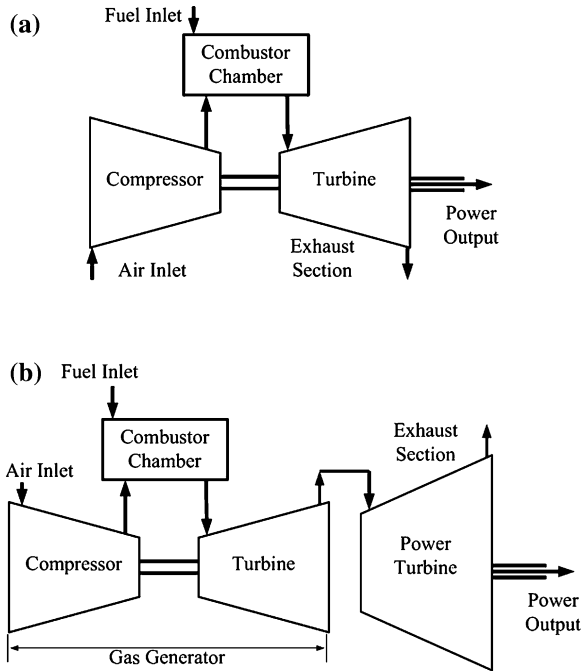 (a)
Fuel Inlet
Combustor
Chamber
Compressor
Turbine
Power
Output
Exhaust
Section
Air Inlet
(b)
Fuel Inlet
Combustor
Chamber
Air Inlet
Exhaust
Section
Compressor
Turbine
Power
Turbine
Power
Output
Gas Generator